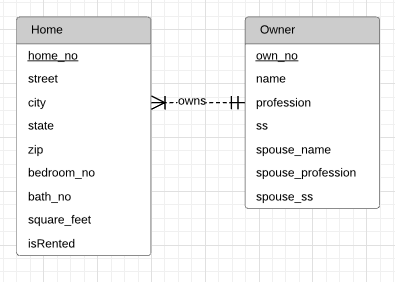 Home
home_no
street
city
state
zip
bedroom_no
bath_no
square_feet
isRented
owns
Owner
own_no
name
profession
ss
spouse_name
spouse_profession
spouse_ss